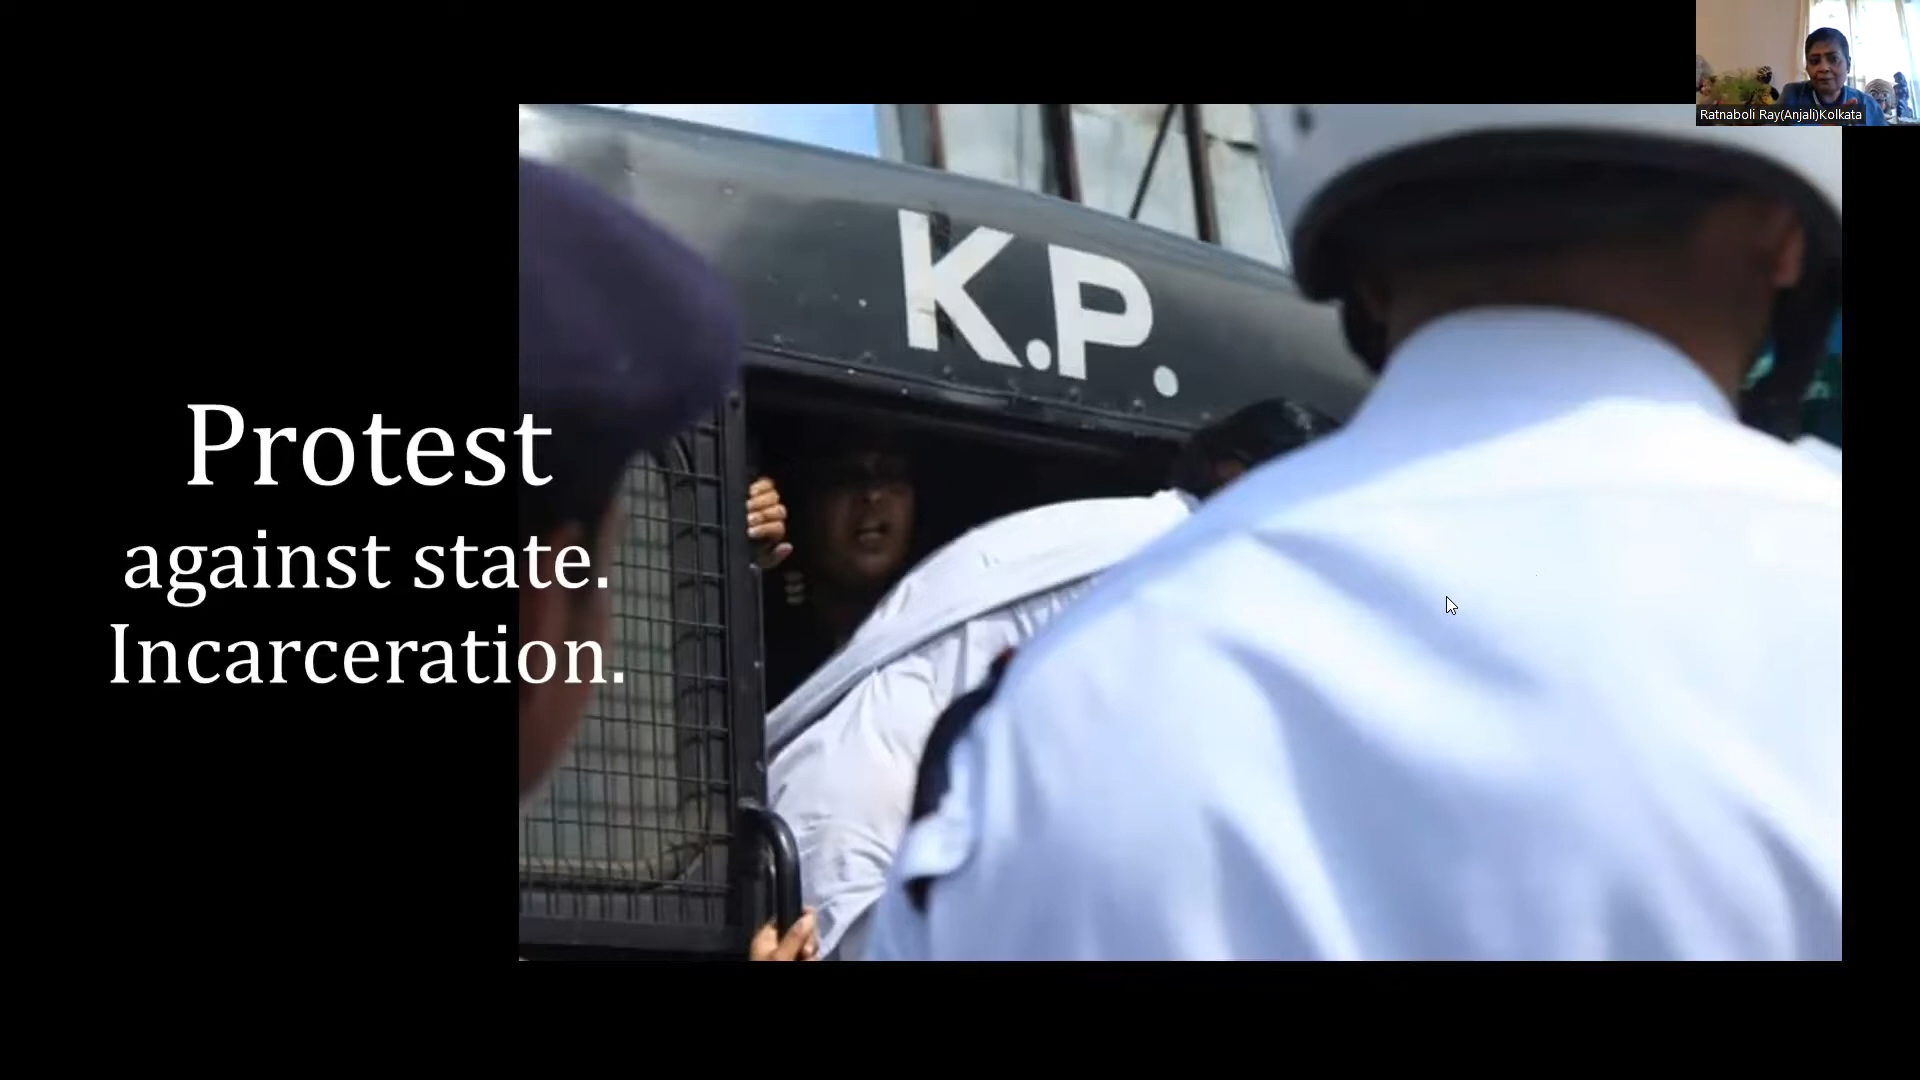 Ratnaboli Ray(Anjali)Kolkata
K.P.
Protest
against state.
Incarceration.